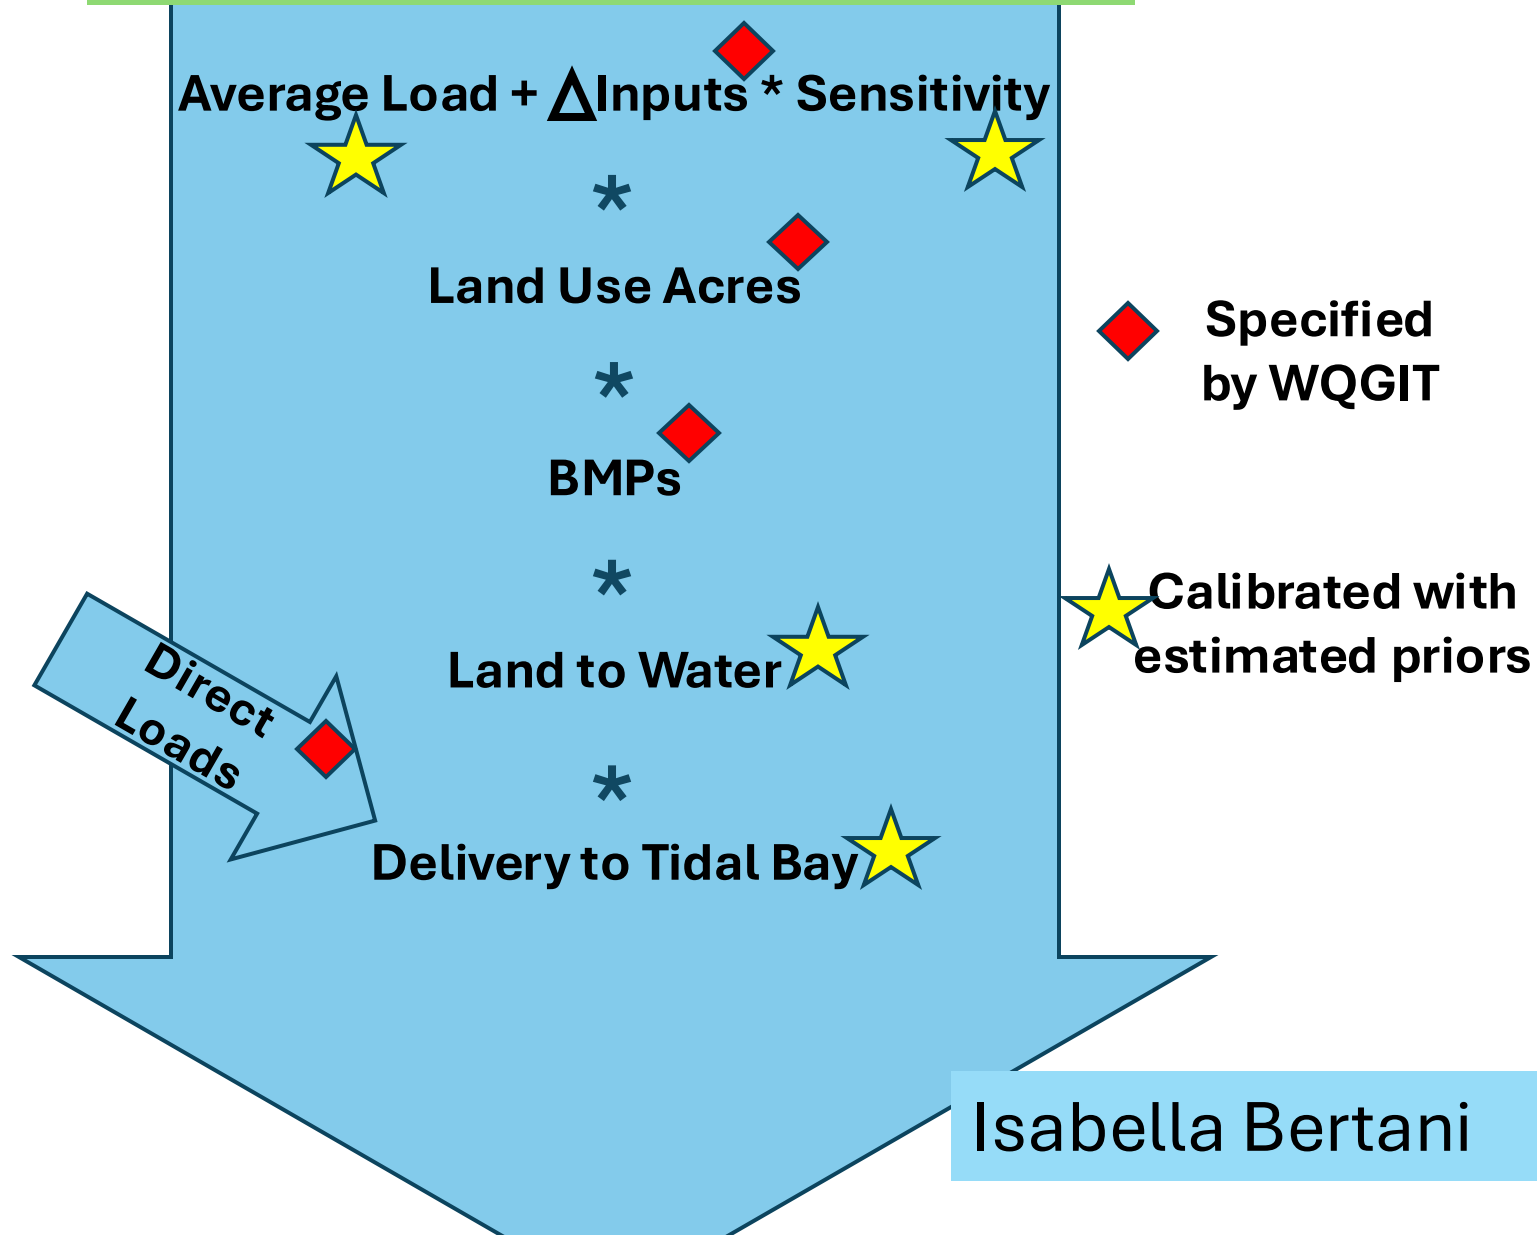 Average Load + ΔInputs * Sensitivity
*
Land Use Acres
*
BMPs
*
Land to Water
*
Delivery to Tidal Bay
Direct
Loads
Specified
by WQGIT
Calibrated with
estimated priors
Isabella Bertani